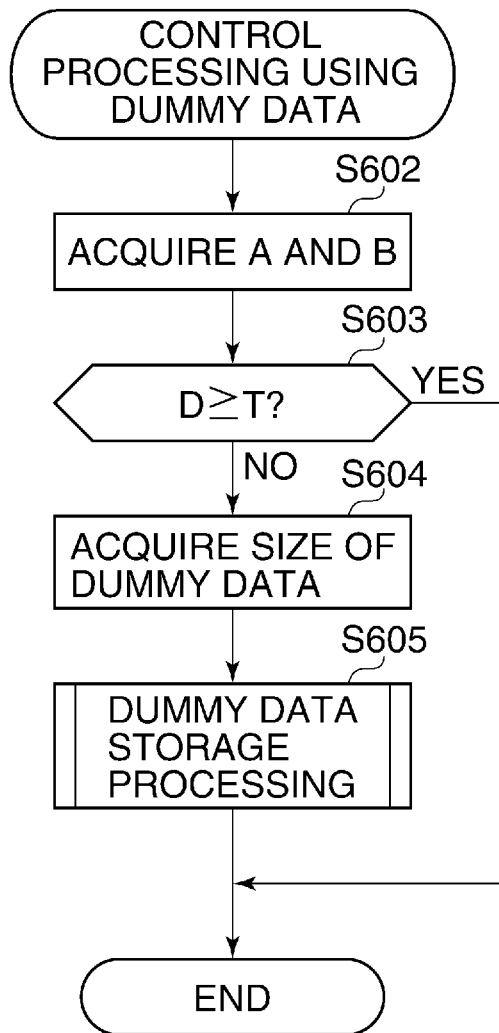 CONTROL
PROCESSING USING
DUMMY DATA
S602
ACQUIRE A AND B
S603
D≧T?
YES
NO
S604
ACQUIRE SIZE OF
DUMMY DATA
S605
DUMMY DATA
STORAGE
PROCESSING
END